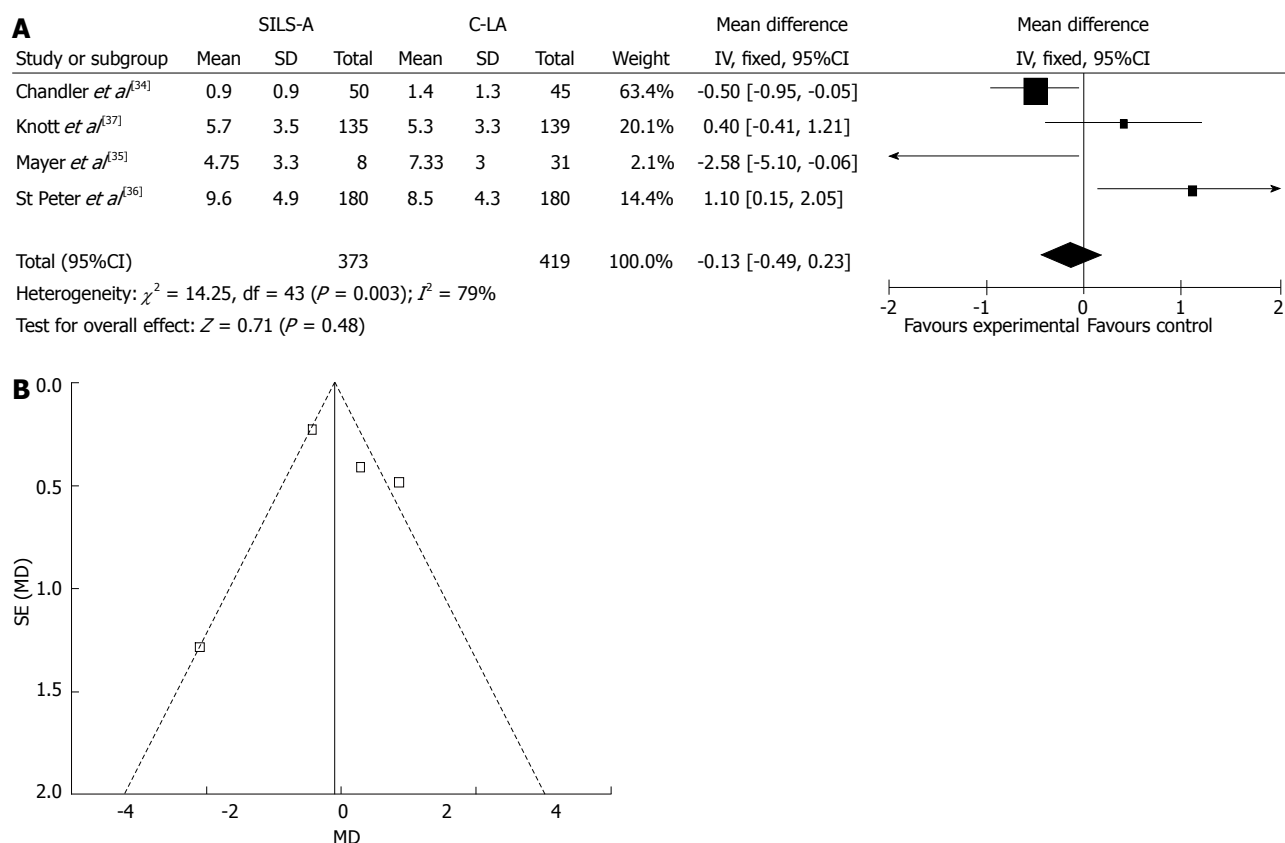 A
SILS-A C-LA Mean difference Mean difference
Study or subgroup Mean SD Total Mean SD Total Weight IV, fixed, 95%CI IV, fixed, 95%CI
Chandler et al[34] 0.9 0.9 50 1.4 1.3 45 63.4% -0.50 [-0.95, -0.05]
Knott et al[37] 5.7 3.5 135 5.3 3.3 139 20.1% 0.40 [-0.41, 1.21]
Mayer et al[35] 4.75 3.3 8 7.33 3 31 2.1% -2.58 [-5.10, -0.06]
St Peter et al[36] 9.6 4.9 180 8.5 4.3 180 14.4% 1.10 [0.15, 2.05]
Total (95%CI) 373 419 100.0% -0.13 [-0.49, 0.23]
Heterogeneity: χ² = 14.25, df = 43 (P = 0.003); I² = 79%
Test for overall effect: Z = 0.71 (P = 0.48)
-2 -1 0 1 2
Favours experimental Favours control
B
0.0
0.5
1.0
1.5
2.0
SE (MD)
-4 -2 0 2 4
MD